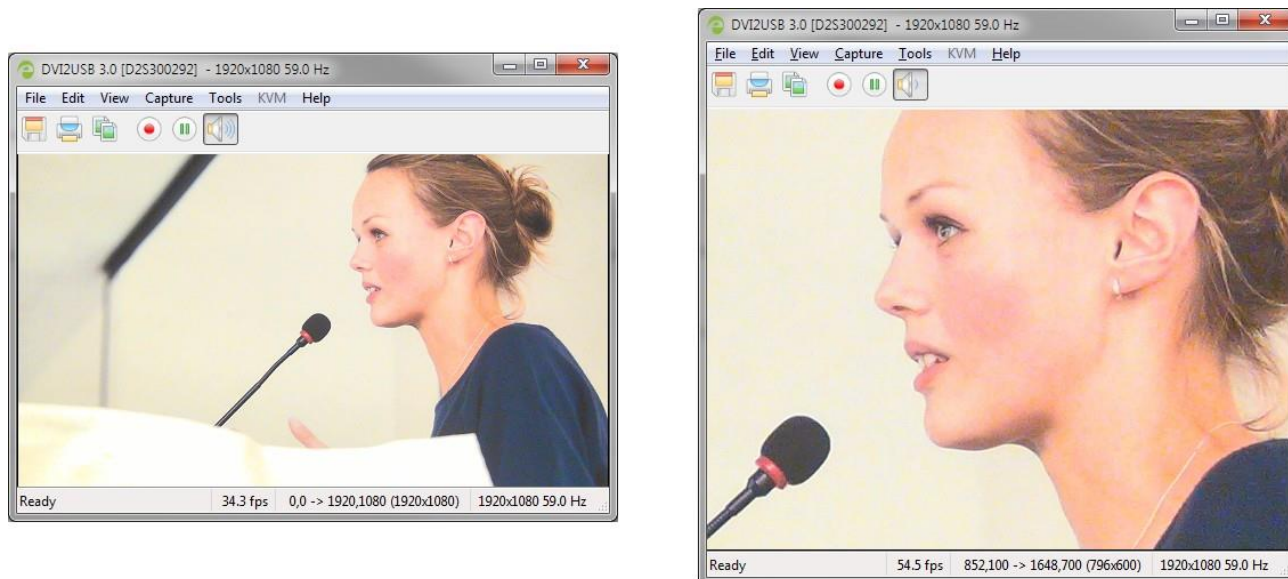 DVI2USB 3.0 [D2S300292] - 1920x1080 59.0 Hz
File Edit View Capture Tools KVM Help
Ready 34.3 fps 0,0 -> 1920,1080 (1920x1080) 1920x1080 59.0 Hz
DVI2USB 3.0 [D2S300292] - 1920x1080 59.0 Hz
File Edit View Capture Tools KVM Help
Ready 54.5 fps 852,100 -> 1648,700 (796x600) 1920x1080 59.0 Hz